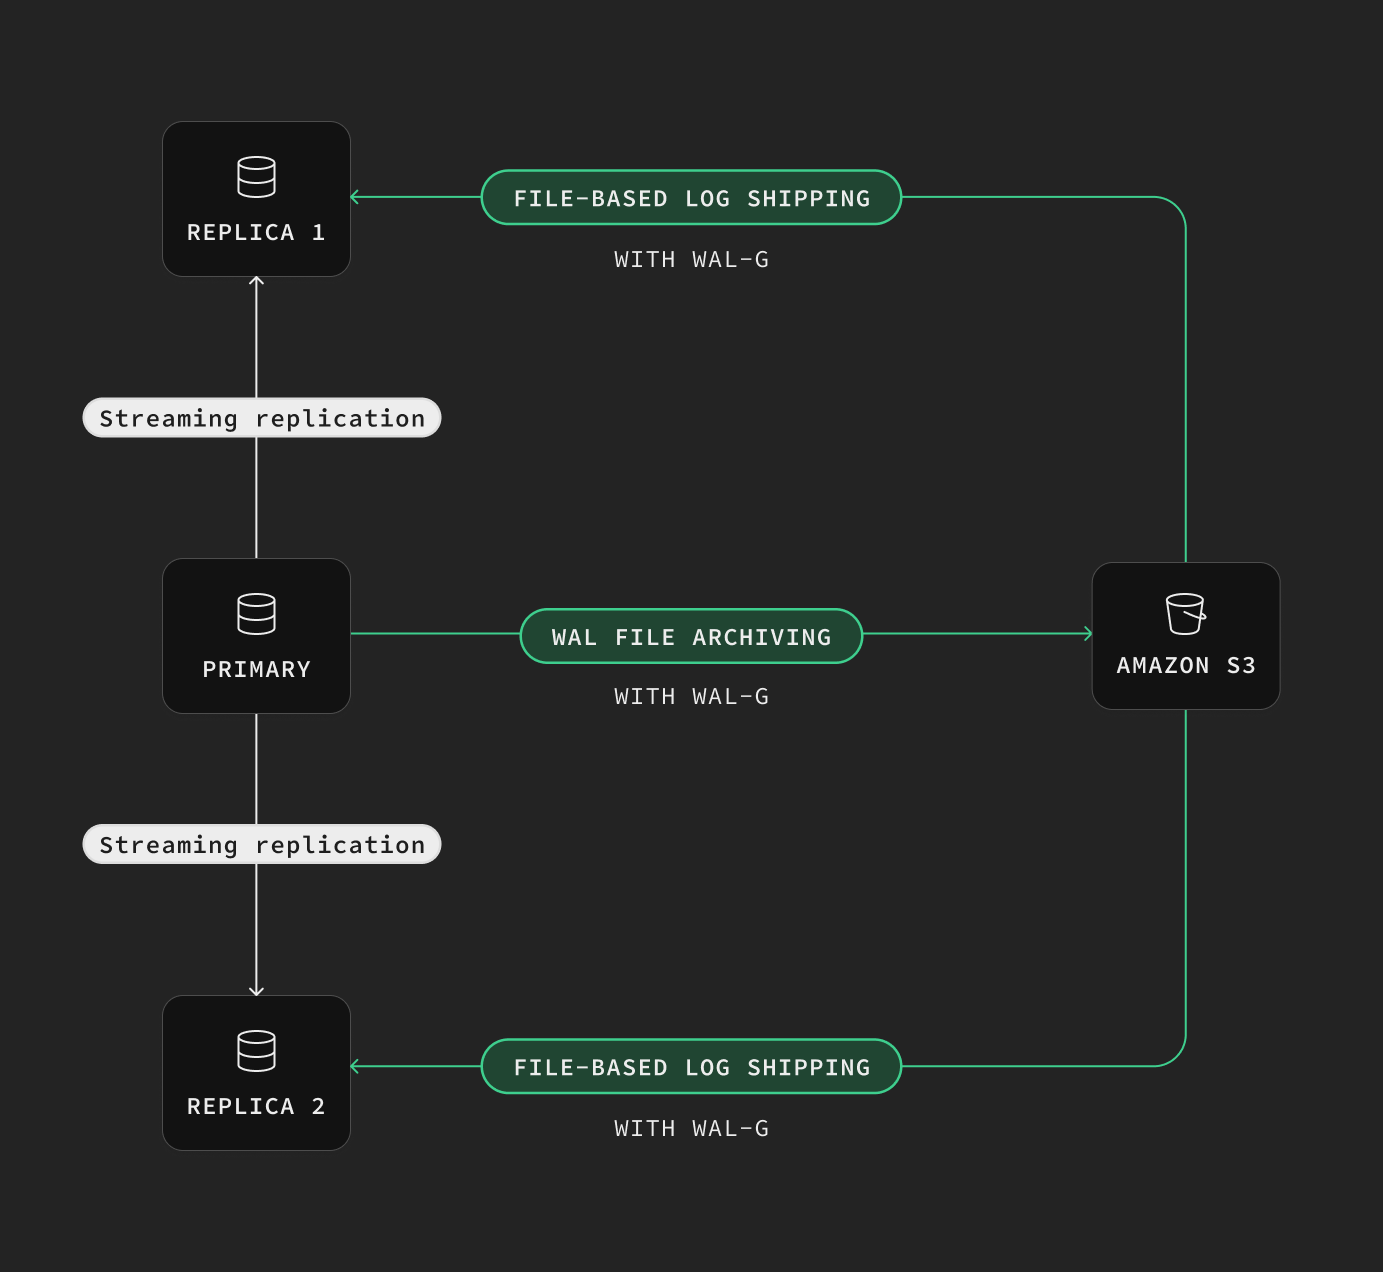 REPLICA 1
FILE-BASED LOG SHIPPING
WITH WAL-G
Streaming replication
PRIMARY
WAL FILE ARCHIVING
WITH WAL-G
AMAZON S3
Streaming replication
REPLICA 2
FILE-BASED LOG SHIPPING
WITH WAL-G